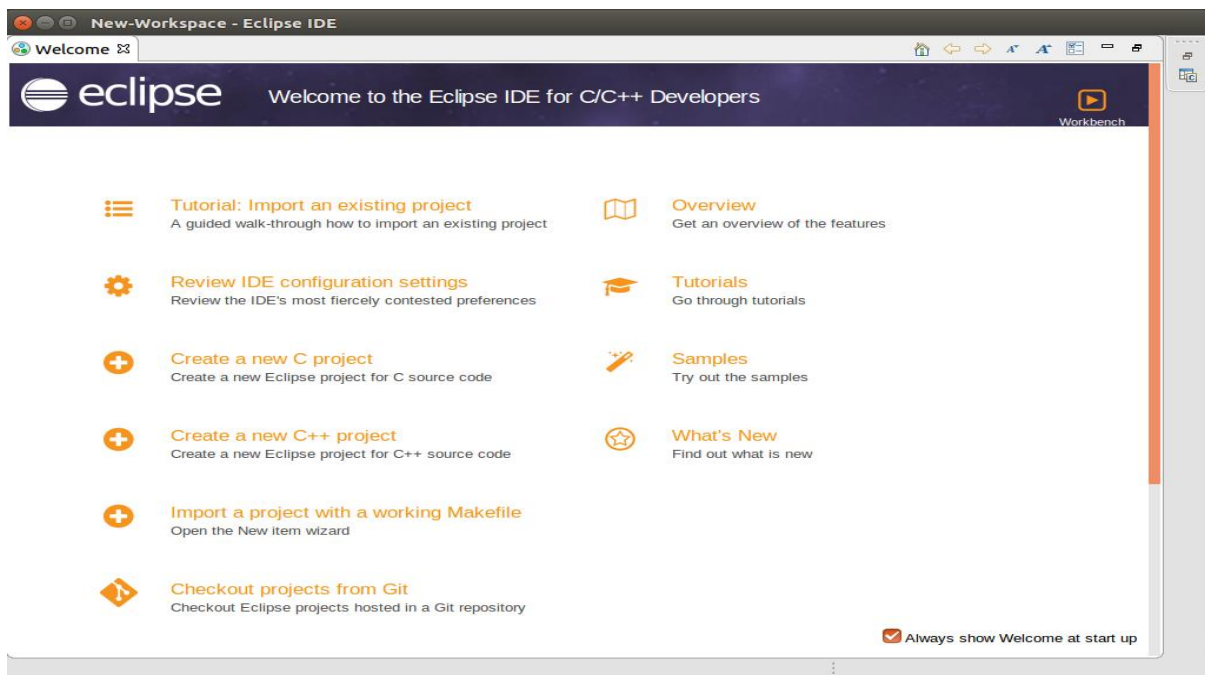 New-Workspace - Eclipse IDE
Welcome
eclipse
Welcome to the Eclipse IDE for C/C++ Developers
Workbench
Tutorial: Import an existing project
A guided walk-through how to import an existing project
Overview
Get an overview of the features
Review IDE configuration settings
Review the IDE's most fiercely contested preferences
Tutorials
Go through tutorials
Create a new C project
Create a new Eclipse project for C source code
Samples
Try out the samples
Create a new C++ project
Create a new Eclipse project for C++ source code
What's New
Find out what is new
Import a project with a working Makefile
Open the New item wizard
Checkout projects from Git
Checkout Eclipse projects hosted in a Git repository
Always show Welcome at start up